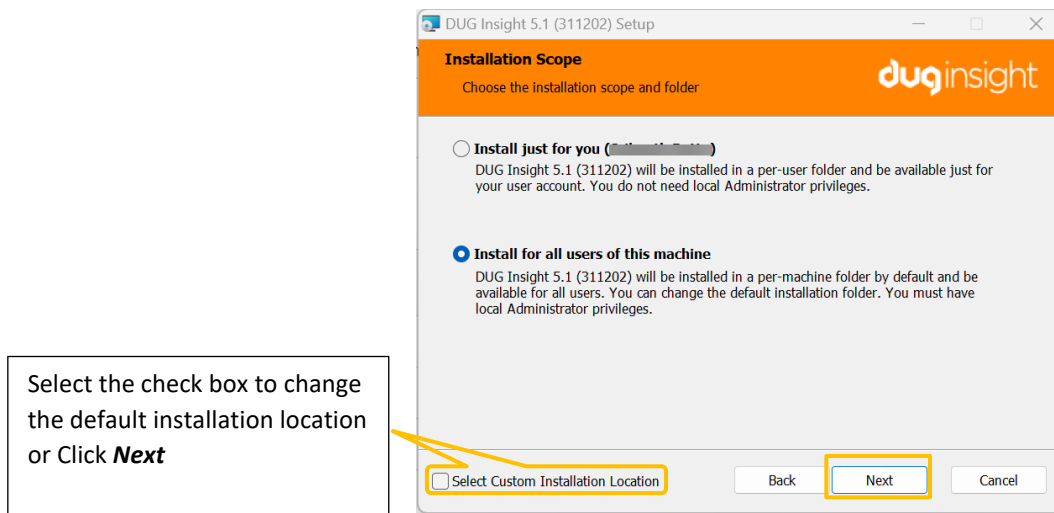 DUG Insight 5.1 (311202) Setup
Installation Scope
Choose the installation scope and folder
duginsight
Install just for you (
)
DUG Insight 5.1 (311202) will be installed in a per-user folder and be available just for
your user account. You do not need local Administrator privileges.
Install for all users of this machine
DUG Insight 5.1 (311202) will be installed in a per-machine folder by default and be
available for all users. You can change the default installation folder. You must have
local Administrator privileges.
Select the check box to change
the default installation location
or Click Next
Select Custom Installation Location
Back
Next
Cancel